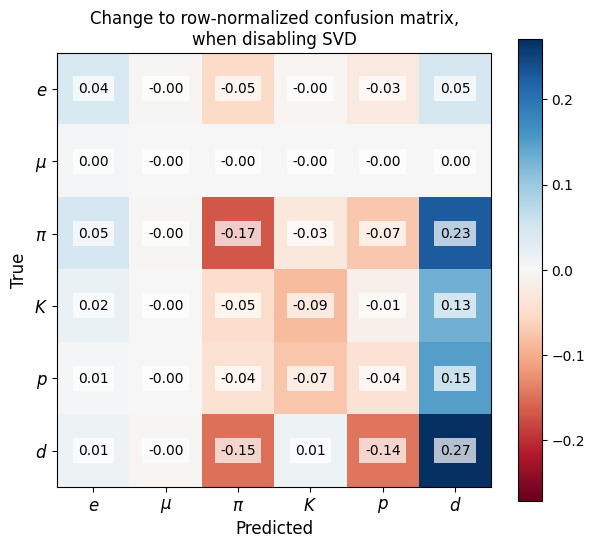 Change to row-normalized confusion matrix,
when disabling SVD
e 0.04 -0.00 -0.05 -0.00 -0.03 0.05
μ 0.00 -0.00 -0.00 -0.00 -0.00 0.00
π 0.05 -0.00 -0.17 -0.03 -0.07 0.23
K 0.02 -0.00 -0.05 -0.09 -0.01 0.13
p 0.01 -0.00 -0.04 -0.07 -0.04 0.15
d 0.01 -0.00 -0.15 0.01 -0.14 0.27
e μ π K p d
Predicted
True
0.2
0.1
0.0
−0.1
−0.2